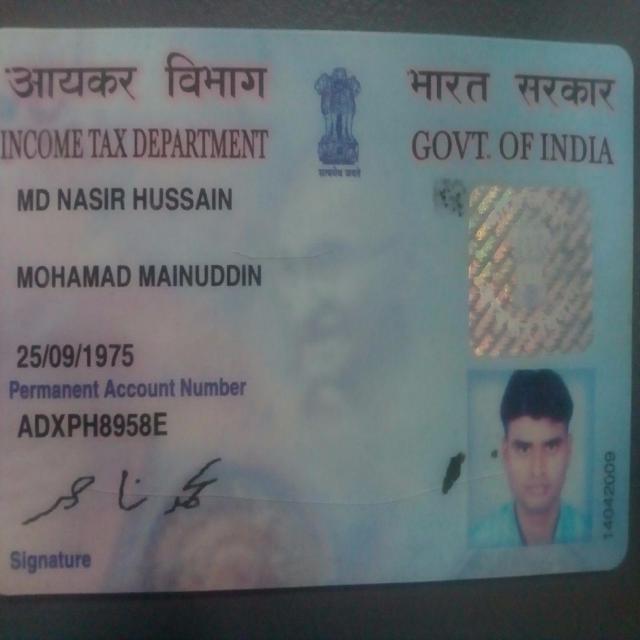 आयकर विभाग
भारत सरकार
INCOME TAX DEPARTMENT
GOVT. OF INDIA
सत्यमेव जयते
MD NASIR HUSSAIN
MOHAMAD MAINUDDIN
25/09/1975
Permanent Account Number
ADXPH8958E
Signature
14042009